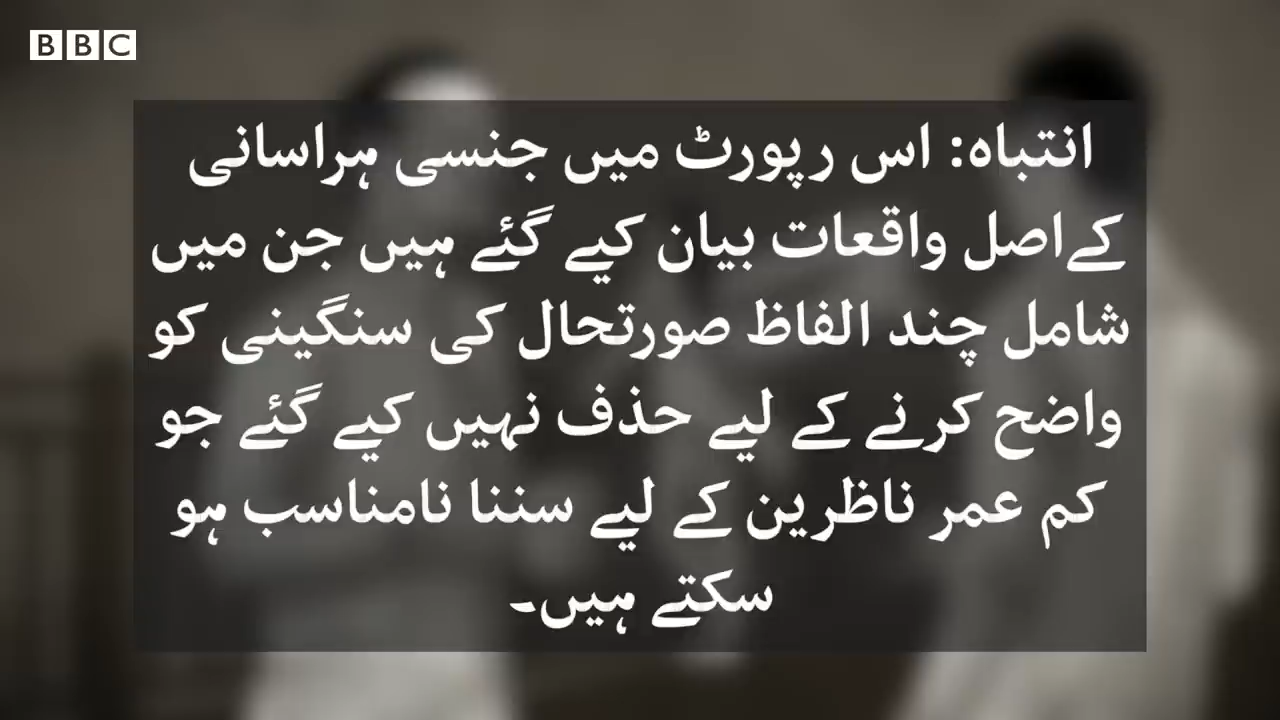 BBC
انتباہ: اس رپورٹ میں جنسی ہراسانی
کےاصل واقعات بیان کیے گئے ہیں جن میں
شامل چند الفاظ صورتحال کی سنگینی کو
واضح کرنے کے لیے حذف نہیں کیے گئے جو
کم عمر ناظرین کے لیے سننا نامناسب ہو
سکتے ہیں۔